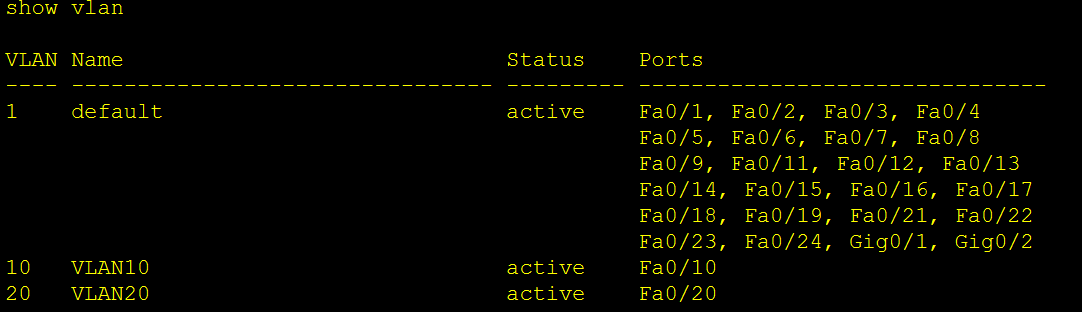 show vlan
VLAN Name                             Status    Ports
---- -------------------------------- --------- -------------------------------
1    default                          active    Fa0/1, Fa0/2, Fa0/3, Fa0/4
                                                Fa0/5, Fa0/6, Fa0/7, Fa0/8
                                                Fa0/9, Fa0/11, Fa0/12, Fa0/13
                                                Fa0/14, Fa0/15, Fa0/16, Fa0/17
                                                Fa0/18, Fa0/19, Fa0/21, Fa0/22
                                                Fa0/23, Fa0/24, Gig0/1, Gig0/2
10   VLAN10                           active    Fa0/10
20   VLAN20                           active    Fa0/20